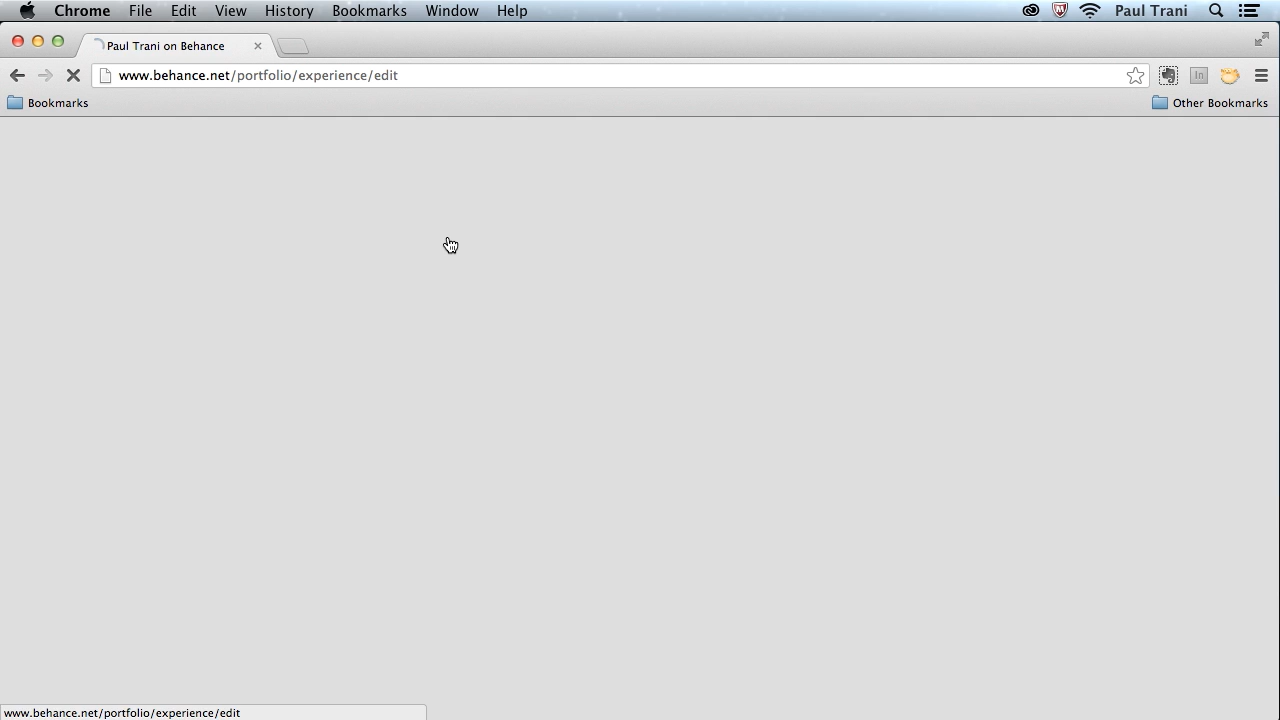 Chrome File Edit View History Bookmarks Window Help Paul Trani
Paul Trani on Behance
www.behance.net/portfolio/experience/edit
In
Bookmarks Other Bookmarks
www.behance.net/portfolio/experience/edit